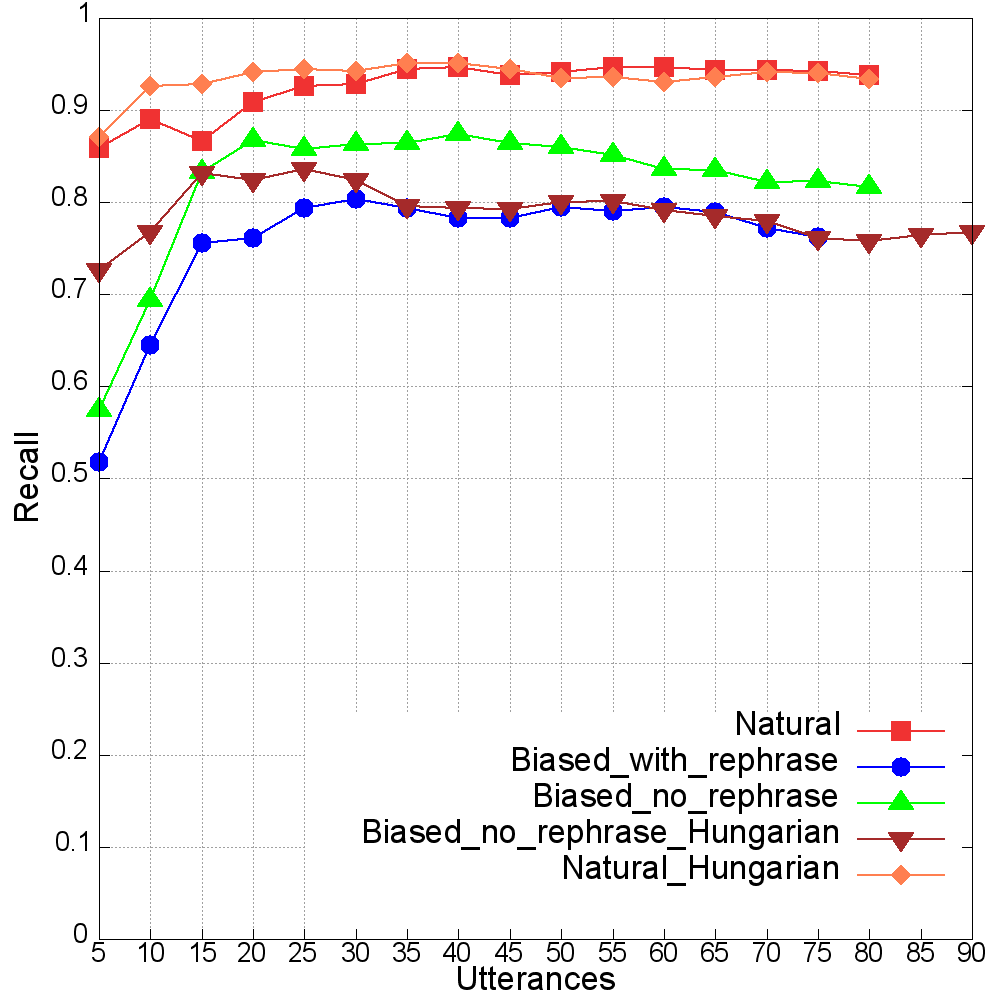 1
0.9
0.8
0.7
0.6
0.5
0.4
0.3
0.2
0.1
0
Recall
Natural
Biased_with_rephrase
Biased_no_rephrase
Biased_no_rephrase_Hungarian
Natural_Hungarian
5 10 15 20 25 30 35 40 45 50 55 60 65 70 75 80 85 90
Utterances